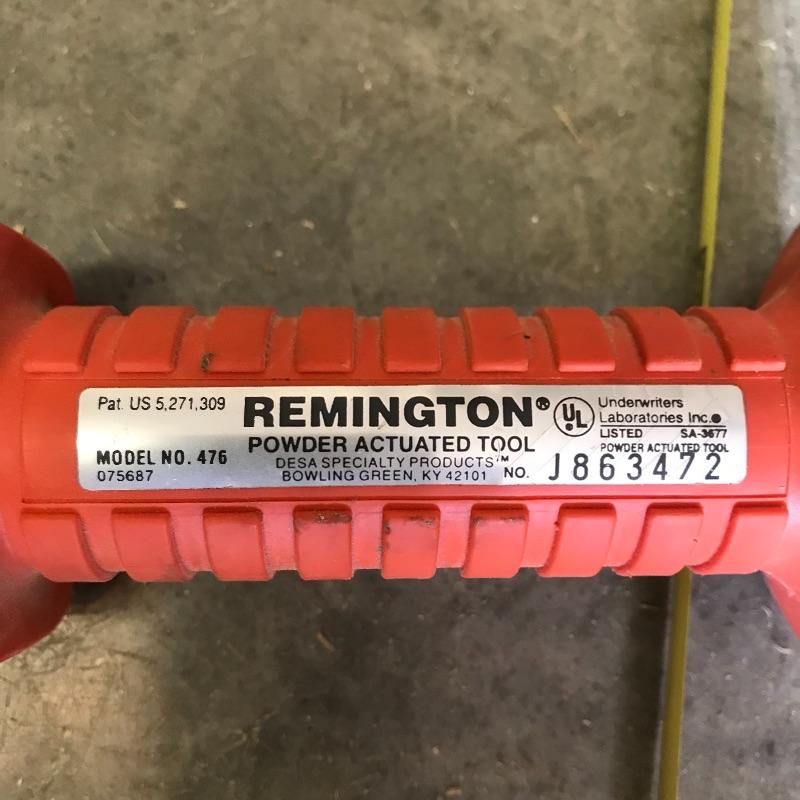 Pat. US 5,271,309
MODEL NO. 476
075687
REMINGTON®
POWDER ACTUATED TOOL
DESA SPECIALTY PRODUCTS™
BOWLING GREEN, KY 42101
NO. J863472
UL
Underwriters
Laboratories Inc.®
LISTED SA-3677
POWDER ACTUATED TOOL